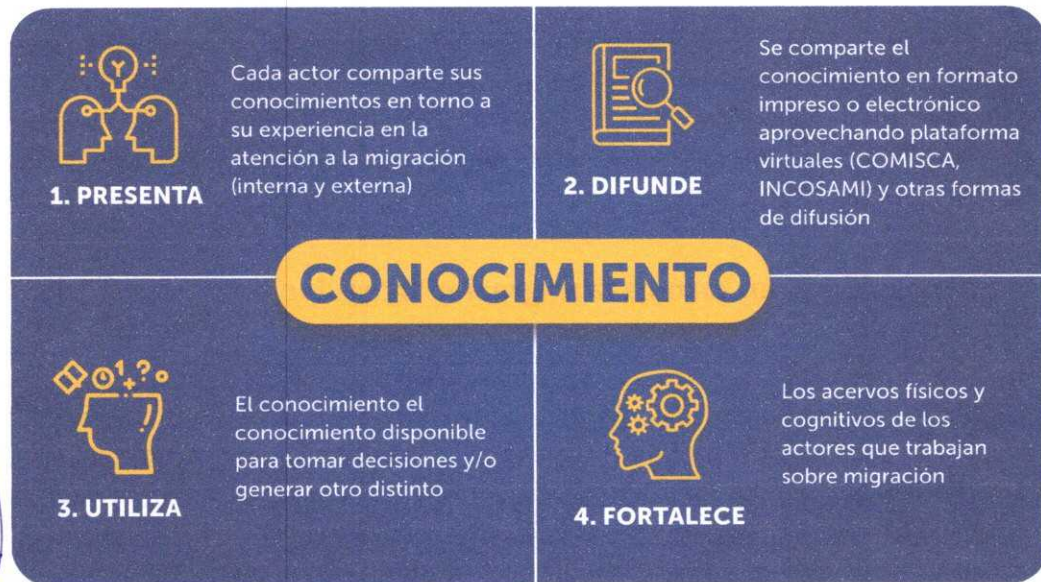 Cada actor comparte sus
conocimientos en torno a
su experiencia en la
atención a la migración
(interna y externa)
1. PRESENTA
Se comparte el
conocimiento en formato
impreso o electrónico
aprovechando plataforma
virtuales (COMISCA,
INCOSAMI) y otras formas
de difusión
2. DIFUNDE
CONOCIMIENTO
El conocimiento el
conocimiento disponible
para tomar decisiones y/o
generar otro distinto
3. UTILIZA
Los acervos físicos y
cognitivos de los
actores que trabajan
sobre migración
4. FORTALECE